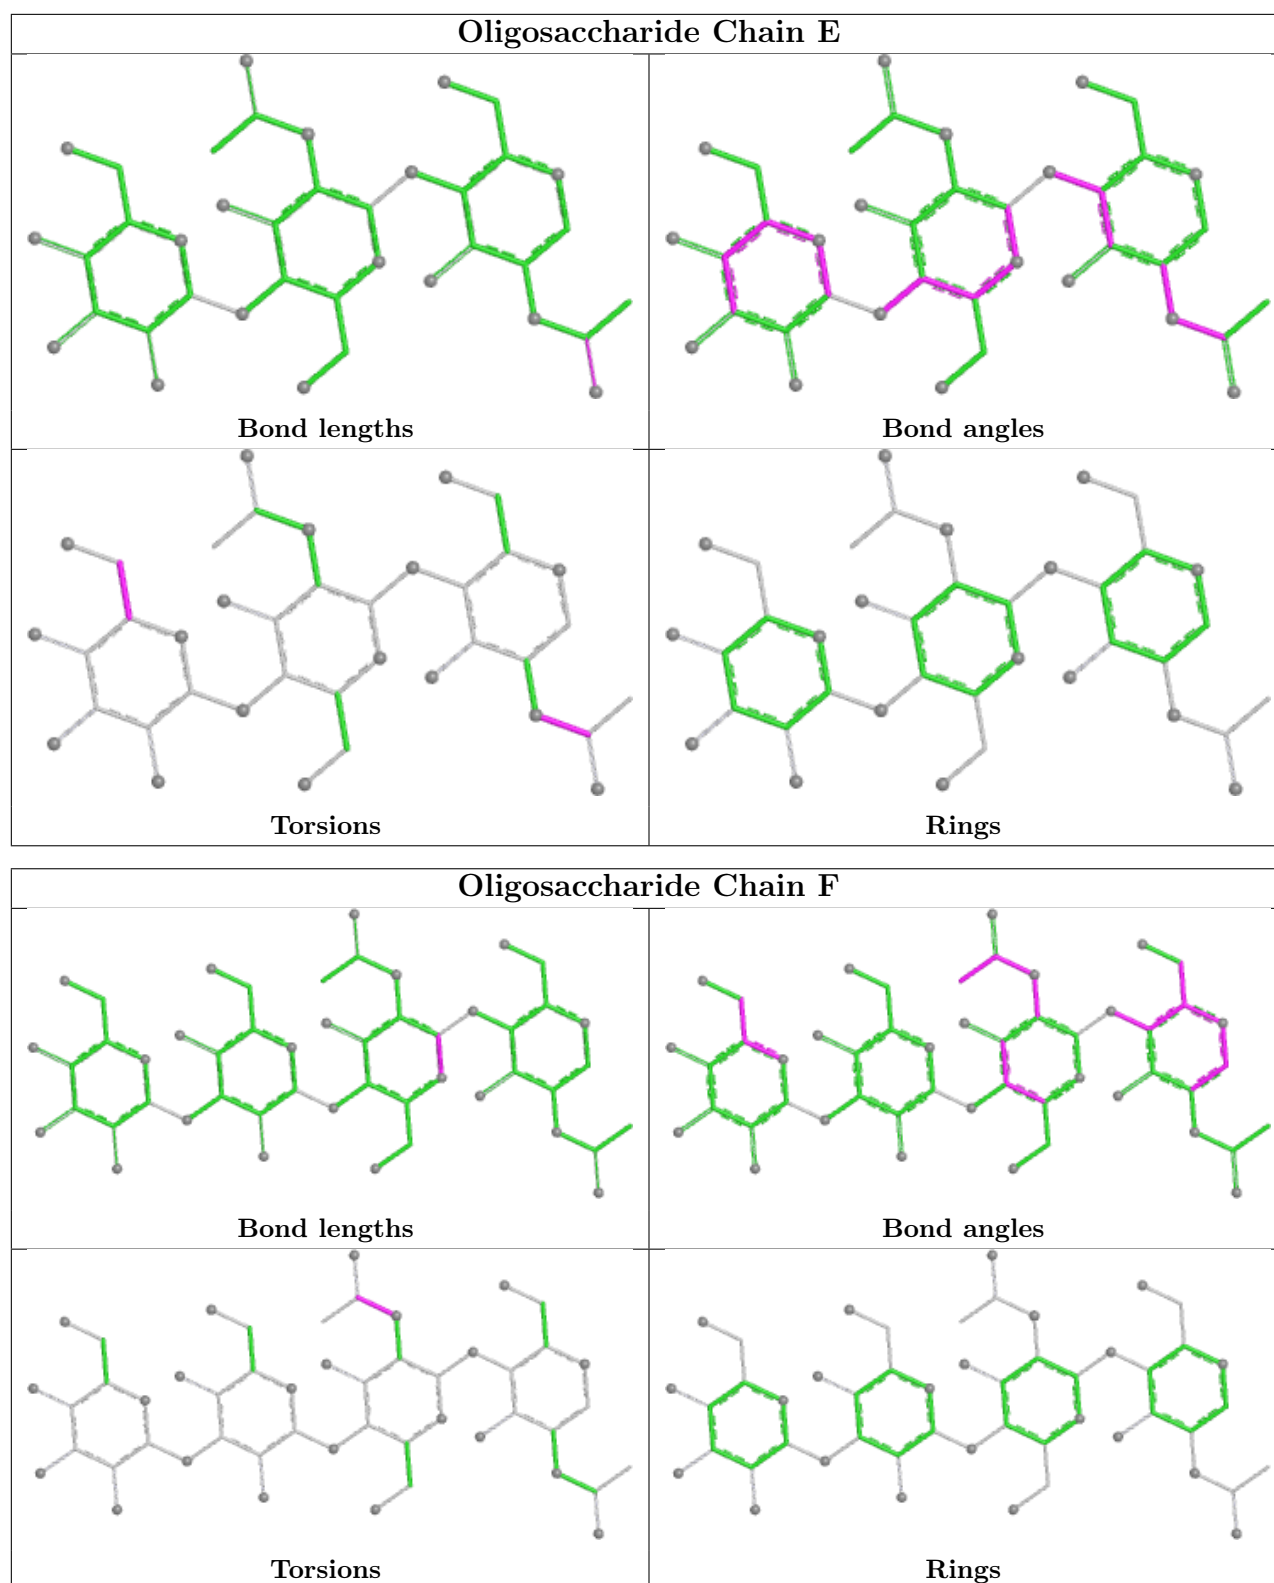 Oligosaccharide Chain E
Bond lengths
Bond angles
Torsions
Rings
Oligosaccharide Chain F
Bond lengths
Bond angles
Torsions
Rings